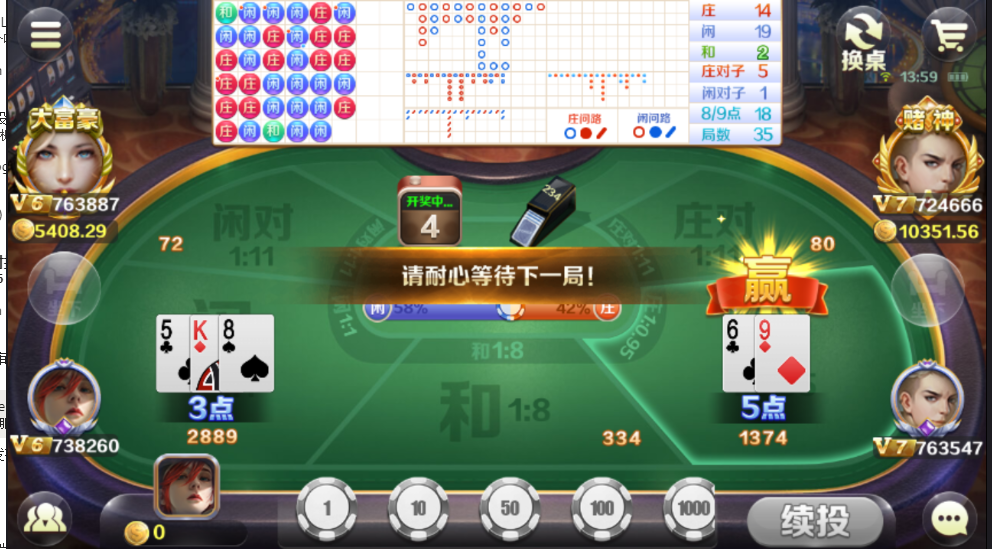 和 闲 闲 闲 庄 闲
闲 闲 庄 闲 庄 庄
庄 庄 闲 庄 闲 庄
庄 闲 庄 闲 闲 闲
庄 庄 闲 闲 闲 庄
庄 闲 和 闲 闲
庄 14
闲 19
和 2
庄对子 5
闲对子 1
8/9点 18
局数 35
庄问路
闲问路
换桌
13:59
大富豪
V6 763887
5408.29
赌神
V7 724666
10351.56
开奖中...
4
234
闲对
1:11
72
庄对
80
请耐心等待下一局!
赢
闲 58%
42% 庄
和1:8
庄1:0.95
5 K 8
3点
2889
和 1:8
334
6 9
5点
1374
V6 738260
V7 763547
0
1
10
50
100
1000
续投